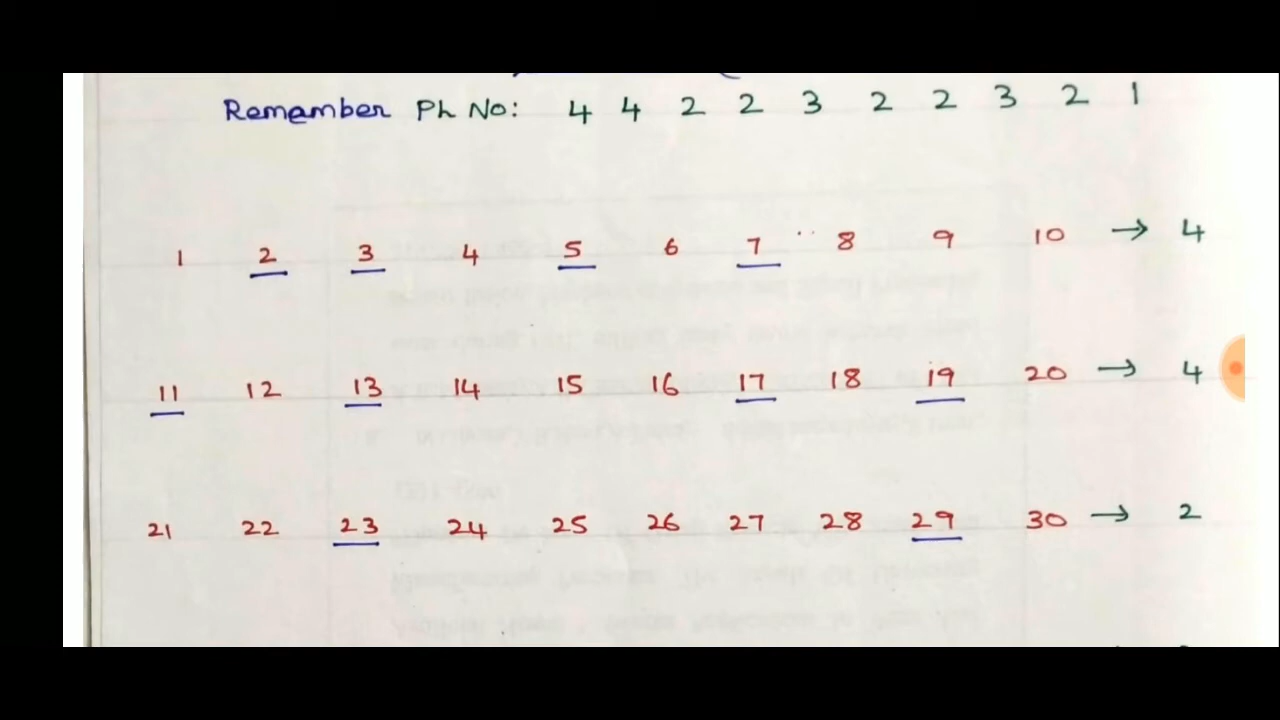 Remember Ph No: 4 4 2 2 3 2 2 3 2 1
1 2 3 4 5 6 7 8 9 10 → 4
11 12 13 14 15 16 17 18 19 20 → 4
21 22 23 24 25 26 27 28 29 30 → 2